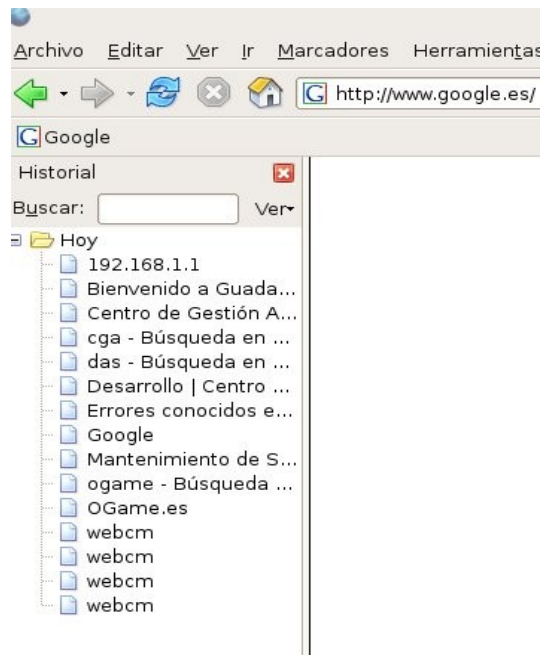 Archivo Editar Ver Ir Marcadores Herramientas
G http://www.google.es/
G Google
Historial
Buscar: Ver
Hoy
192.168.1.1
Bienvenido a Guada...
Centro de Gestión A...
cga - Búsqueda en ...
das - Búsqueda en ...
Desarrollo | Centro ...
Errores conocidos e...
Google
Mantenimiento de S...
ogame - Búsqueda ...
OGame.es
webcm
webcm
webcm
webcm